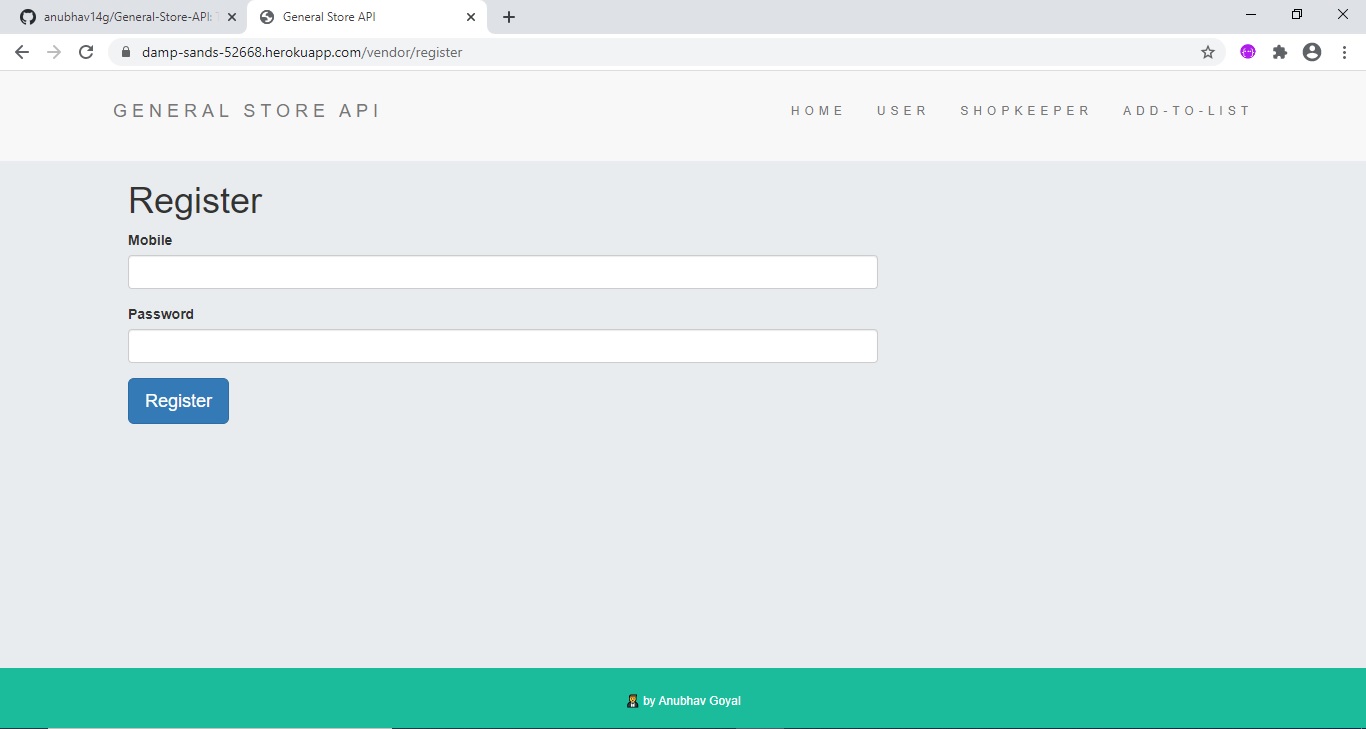 anubhav14g/General-Store-API:
General Store API
damp-sands-52668.herokuapp.com/vendor/register
GENERAL STORE API
HOME USER SHOPKEEPER ADD-TO-LIST
Register
Mobile
Password
Register
by Anubhav Goyal